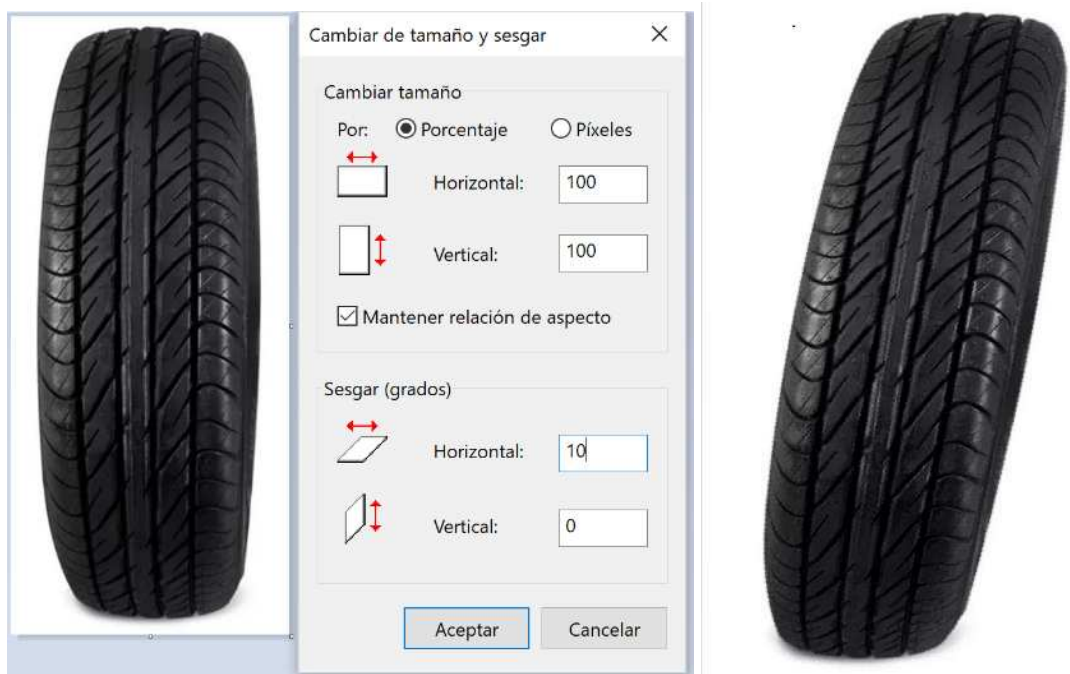 Cambiar de tamaño y sesgar
Cambiar tamaño
Por: Porcentaje Píxeles
Horizontal: 100
Vertical: 100
Mantener relación de aspecto
Sesgar (grados)
Horizontal: 10
Vertical: 0
Aceptar Cancelar